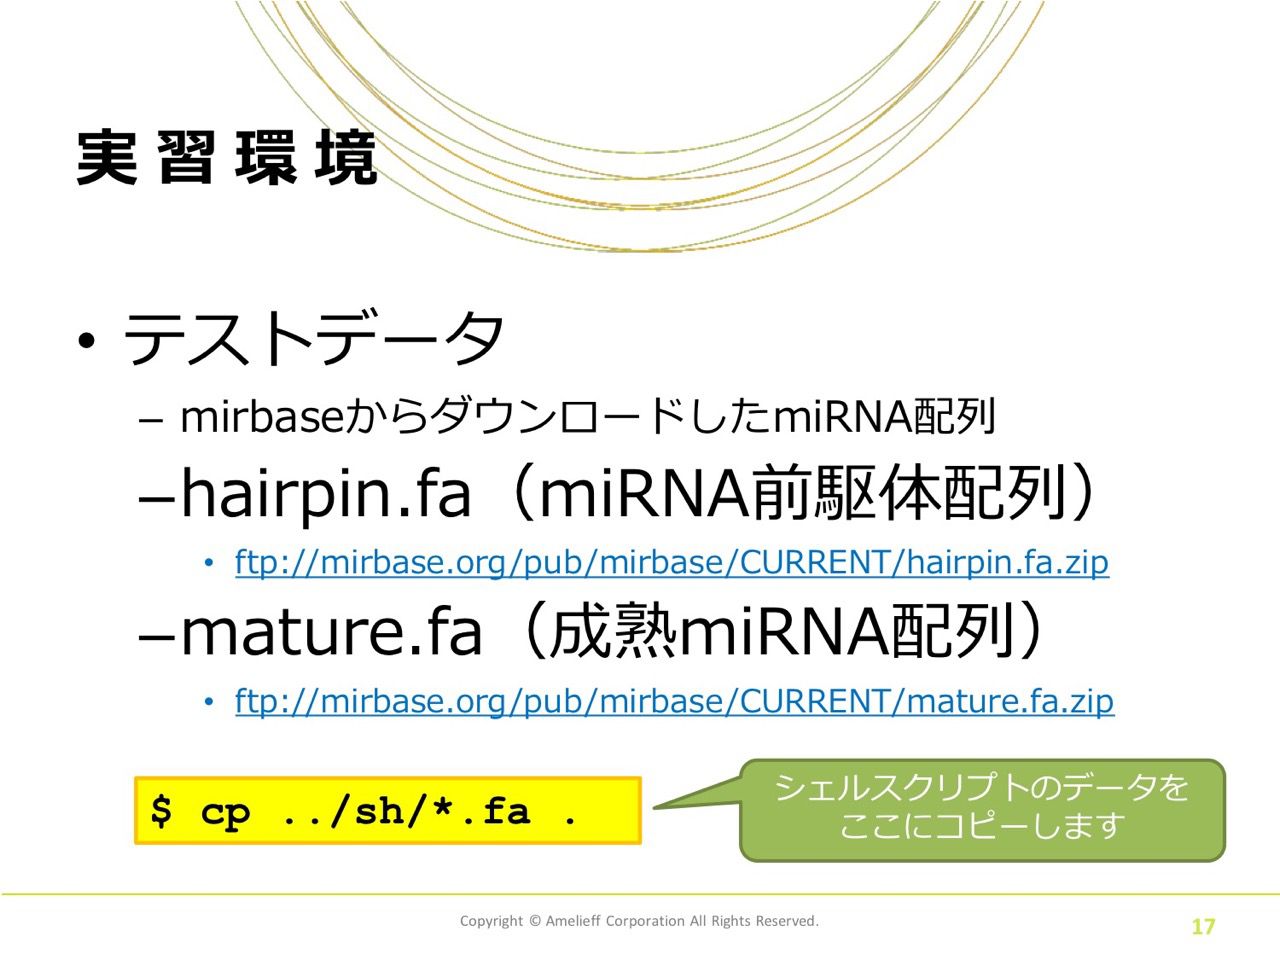 実習環境
• テストデータ
– mirbaseからダウンロードしたmiRNA配列
–hairpin.fa（miRNA前駆体配列）
• ftp://mirbase.org/pub/mirbase/CURRENT/hairpin.fa.zip
–mature.fa（成熟miRNA配列）
• ftp://mirbase.org/pub/mirbase/CURRENT/mature.fa.zip
$ cp ../sh/*.fa .
シェルスクリプトのデータを
ここにコピーします
Copyright © Amelieff Corporation All Rights Reserved.
17